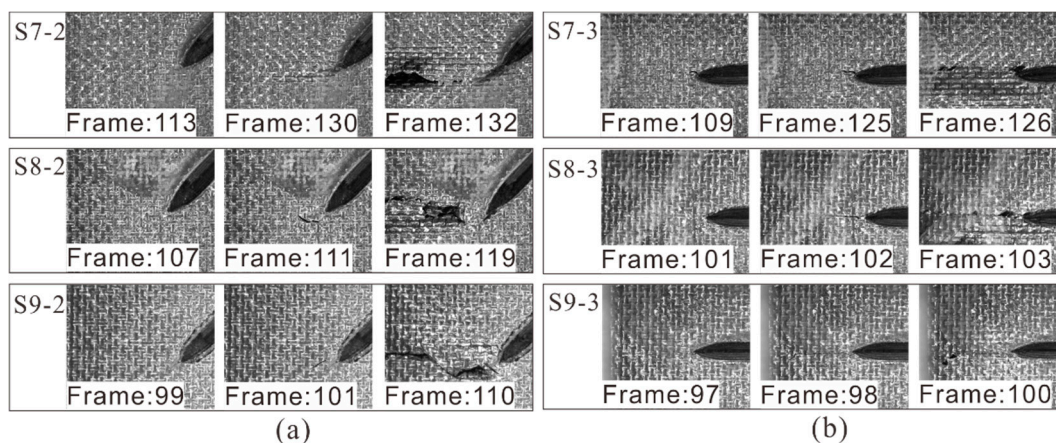 S7-2
Frame:113 Frame:130 Frame:132
S8-2
Frame:107 Frame:111 Frame:119
S9-2
Frame:99 Frame:101 Frame:110
(a)
S7-3
Frame:109 Frame:125 Frame:126
S8-3
Frame:101 Frame:102 Frame:103
S9-3
Frame:97 Frame:98 Frame:100
(b)